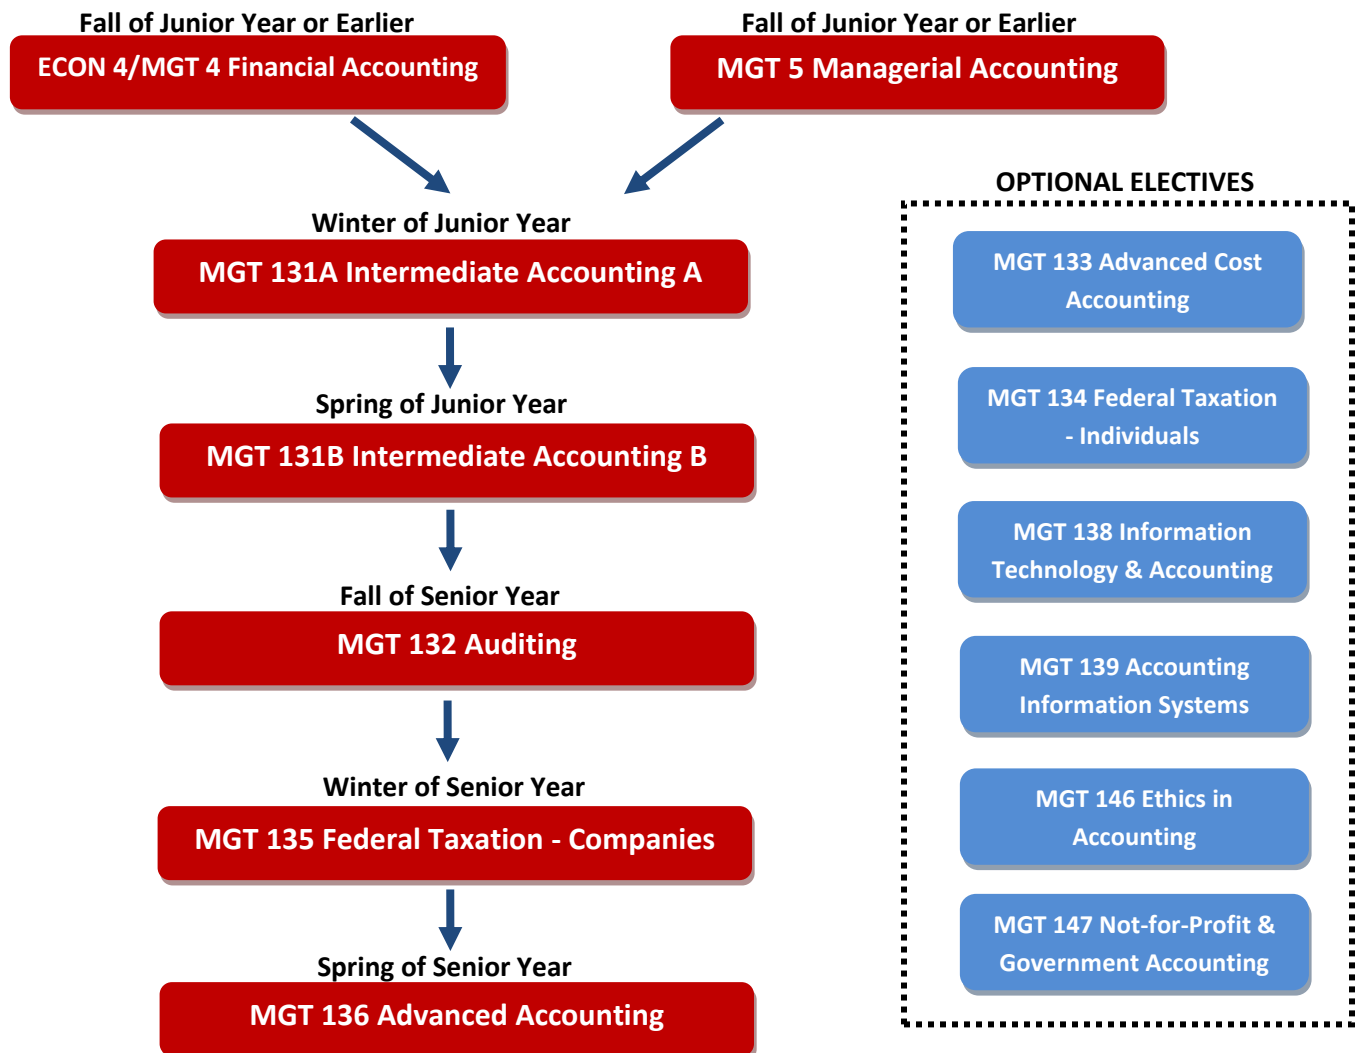 Fall of Junior Year or Earlier
ECON 4/MGT 4 Financial Accounting
Fall of Junior Year or Earlier
MGT 5 Managerial Accounting
Winter of Junior Year
MGT 131A Intermediate Accounting A
Spring of Junior Year
MGT 131B Intermediate Accounting B
Fall of Senior Year
MGT 132 Auditing
Winter of Senior Year
MGT 135 Federal Taxation - Companies
Spring of Senior Year
MGT 136 Advanced Accounting
OPTIONAL ELECTIVES
MGT 133 Advanced Cost
Accounting
MGT 134 Federal Taxation
- Individuals
MGT 138 Information
Technology & Accounting
MGT 139 Accounting
Information Systems
MGT 146 Ethics in
Accounting
MGT 147 Not-for-Profit &
Government Accounting